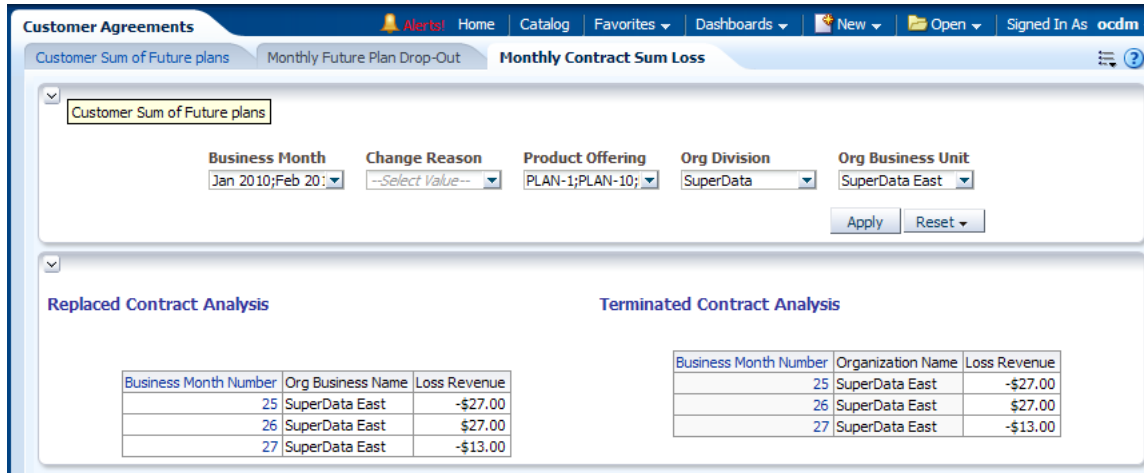 Customer Agreements Alerts! Home Catalog Favorites Dashboards New Open Signed In As ocdm
Customer Sum of Future plans Monthly Future Plan Drop-Out Monthly Contract Sum Loss
Customer Sum of Future plans
Business Month Change Reason Product Offering Org Division Org Business Unit
Jan 2010;Feb 20 --Select Value-- PLAN-1;PLAN-10; SuperData SuperData East
Apply Reset
Replaced Contract Analysis Terminated Contract Analysis
Business Month Number Organization Name Loss Revenue
Business Month Number Org Business Name Loss Revenue
25 SuperData East -$27.00
25 SuperData East -$27.00
26 SuperData East $27.00
26 SuperData East $27.00
27 SuperData East -$13.00
27 SuperData East -$13.00